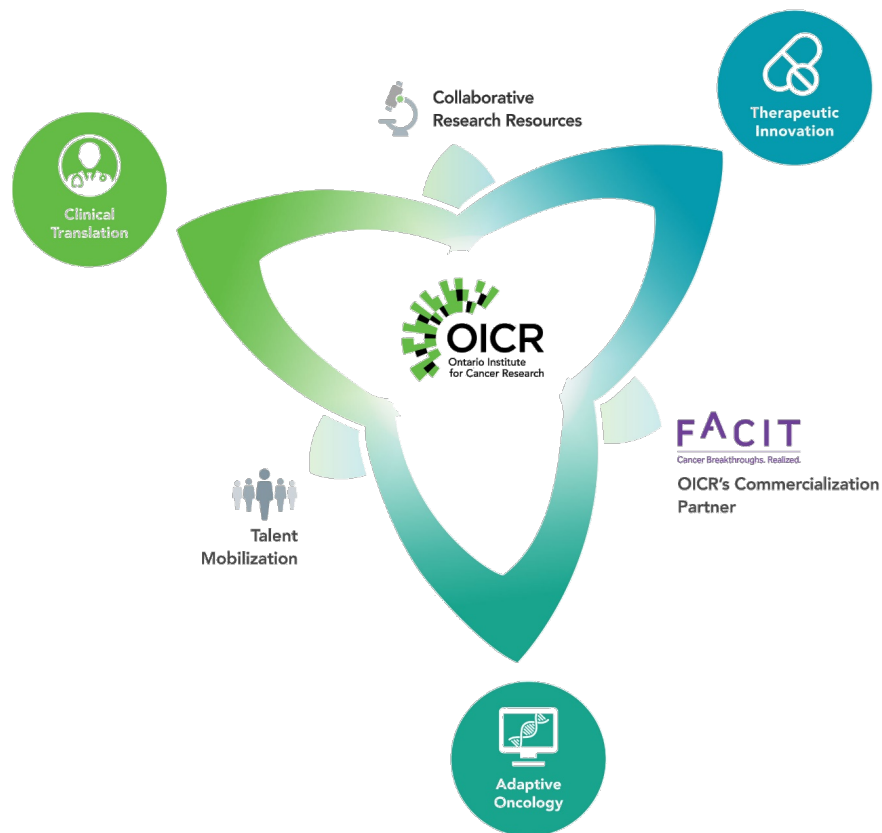 Collaborative
Research Resources
Therapeutic
Innovation
Clinical
Translation
OICR
Ontario Institute
for Cancer Research
FACIT
Cancer Breakthroughs. Realized.
OICR's Commercialization
Partner
Talent
Mobilization
Adaptive
Oncology